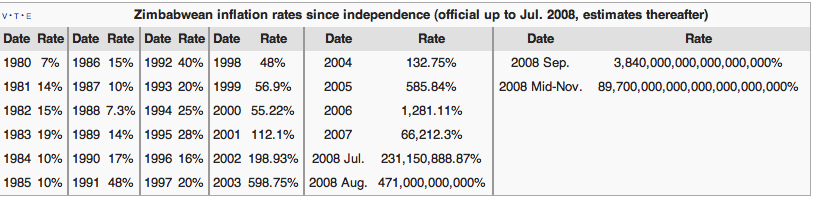 V · T · E Zimbabwean inflation rates since independence (official up to Jul. 2008, estimates thereafter)
Date Rate Date Rate Date Rate Date Rate Date Rate Date Rate
1980 7% 1986 15% 1992 40% 1998 48% 2004 132.75% 2008 Sep. 3,840,000,000,000,000,000%
1981 14% 1987 10% 1993 20% 1999 56.9% 2005 585.84% 2008 Mid-Nov. 89,700,000,000,000,000,000,000%
1982 15% 1988 7.3% 1994 25% 2000 55.22% 2006 1,281.11%
1983 19% 1989 14% 1995 28% 2001 112.1% 2007 66,212.3%
1984 10% 1990 17% 1996 16% 2002 198.93% 2008 Jul. 231,150,888.87%
1985 10% 1991 48% 1997 20% 2003 598.75% 2008 Aug. 471,000,000,000%